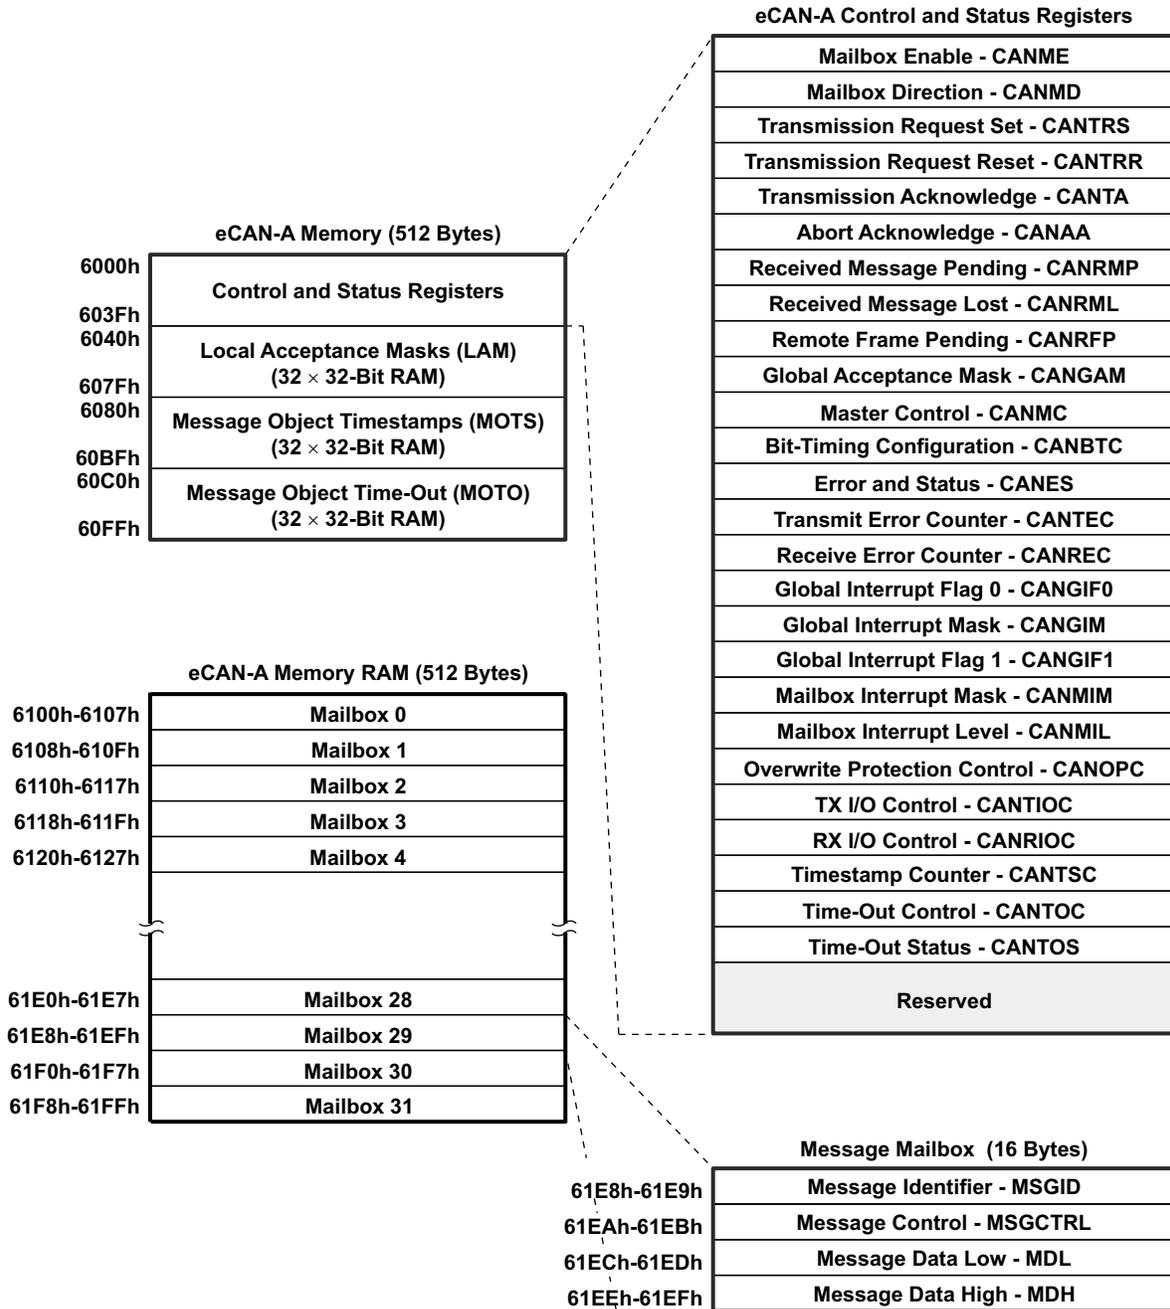 eCAN-A Control and Status Registers
Mailbox Enable - CANME
Mailbox Direction - CANMD
Transmission Request Set - CANTRS
Transmission Request Reset - CANTRR
Transmission Acknowledge - CANTA
Abort Acknowledge - CANAA
Received Message Pending - CANRMP
Received Message Lost - CANRML
Remote Frame Pending - CANRFP
Global Acceptance Mask - CANGAM
Master Control - CANMC
Bit-Timing Configuration - CANBTC
Error and Status - CANES
Transmit Error Counter - CANTEC
Receive Error Counter - CANREC
Global Interrupt Flag 0 - CANGIF0
Global Interrupt Mask - CANGIM
Global Interrupt Flag 1 - CANGIF1
Mailbox Interrupt Mask - CANMIM
Mailbox Interrupt Level - CANMIL
Overwrite Protection Control - CANOPC
TX I/O Control - CANTIOC
RX I/O Control - CANRIOC
Timestamp Counter - CANTSC
Time-Out Control - CANTOC
Time-Out Status - CANTOS
Reserved
eCAN-A Memory (512 Bytes)
6000h
Control and Status Registers
603Fh
6040h
Local Acceptance Masks (LAM)
(32 × 32-Bit RAM)
607Fh
6080h
Message Object Timestamps (MOTS)
(32 × 32-Bit RAM)
60BFh
60C0h
Message Object Time-Out (MOTO)
(32 × 32-Bit RAM)
60FFh
eCAN-A Memory RAM (512 Bytes)
6100h-6107h Mailbox 0
6108h-610Fh Mailbox 1
6110h-6117h Mailbox 2
6118h-611Fh Mailbox 3
6120h-6127h Mailbox 4
61E0h-61E7h Mailbox 28
61E8h-61EFh Mailbox 29
61F0h-61F7h Mailbox 30
61F8h-61FFh Mailbox 31
Message Mailbox (16 Bytes)
61E8h-61E9h Message Identifier - MSGID
61EAh-61EBh Message Control - MSGCTRL
61ECh-61EDh Message Data Low - MDL
61EEh-61EFh Message Data High - MDH